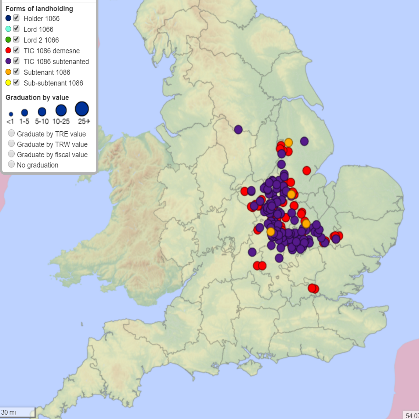 Forms of landholding
Holder 1066
Lord 1066
Lord 2 1066
TIC 1086 demesne
TIC 1086 subtenanted
Subtenant 1086
Sub-subtenant 1086
Graduation by value
<1 1-5 5-10 10-25 25+
Graduate by TRE value
Graduate by TRW value
Graduate by fiscal value
No graduation
30 mi